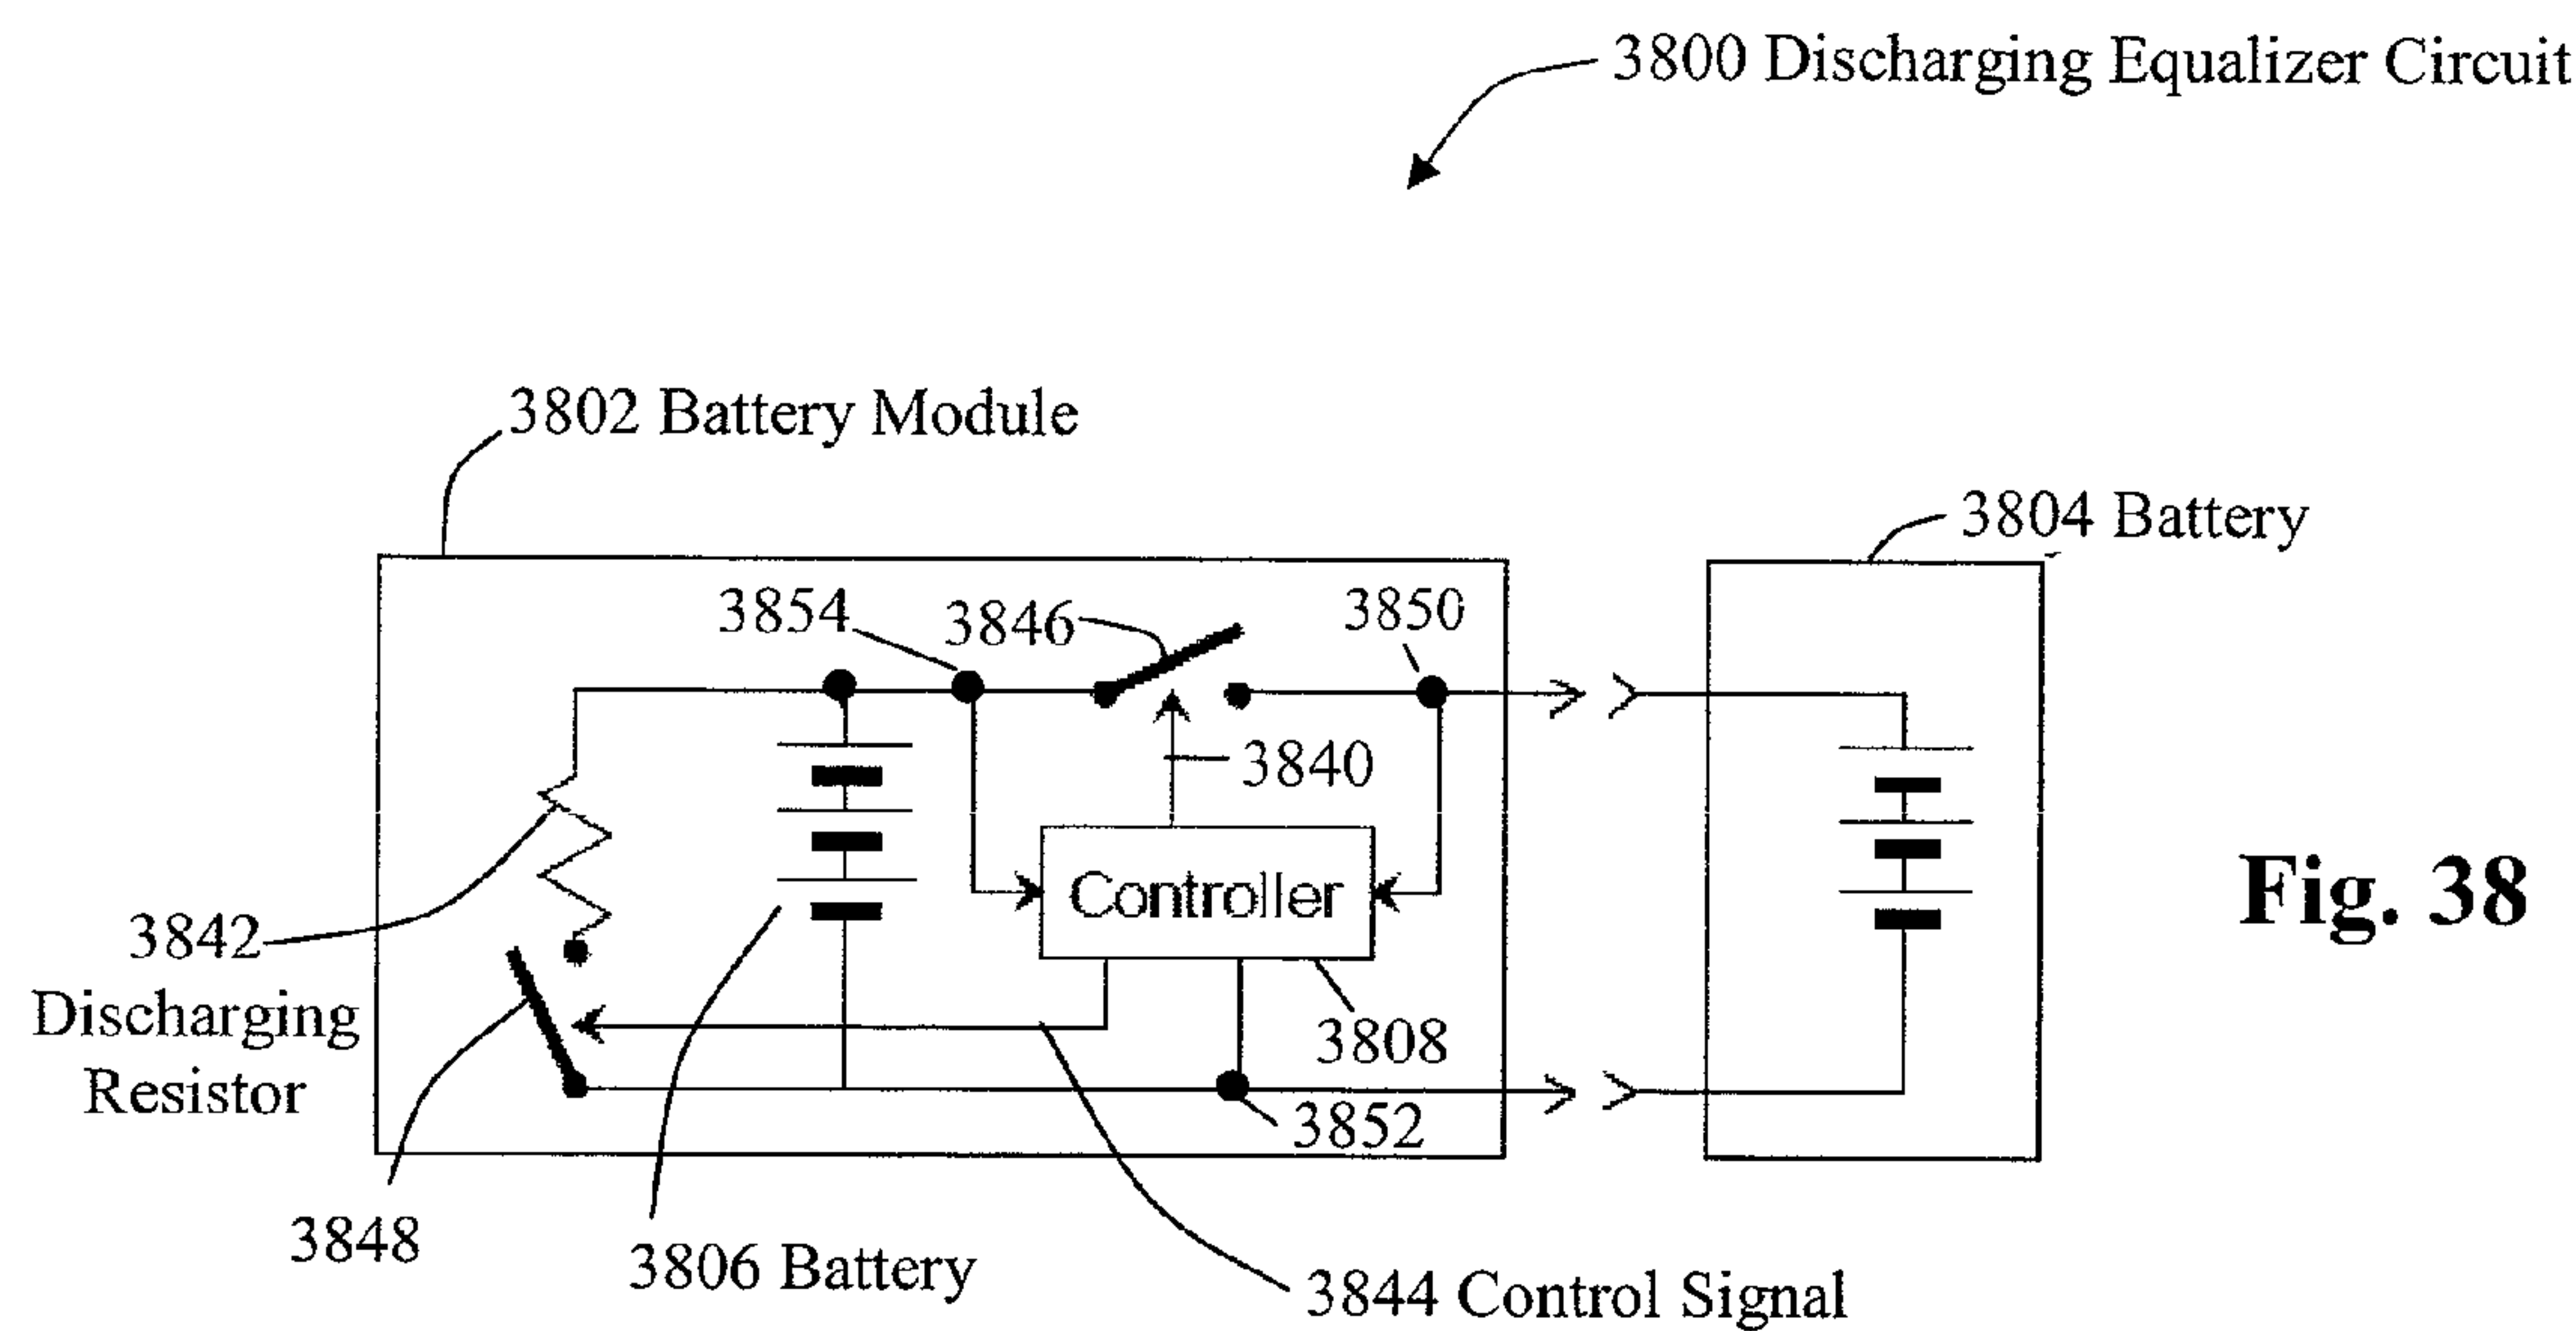 3800 Discharging Equalizer Circuit
3802 Battery Module
3804 Battery
3854
3846
3850
3840
Controller
Fig. 38
3842
Discharging
Resistor
3808
3852
3848
3806 Battery
3844 Control Signal